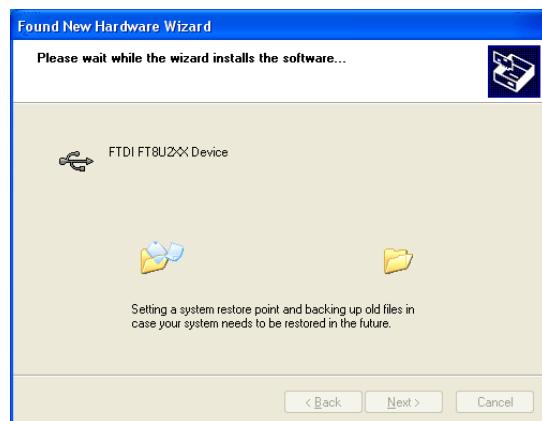 Found New Hardware Wizard
Please wait while the wizard installs the software...
FTDI FT8U2XX Device
Setting a system restore point and backing up old files in
case your system needs to be restored in the future.
< Back
Next >
Cancel